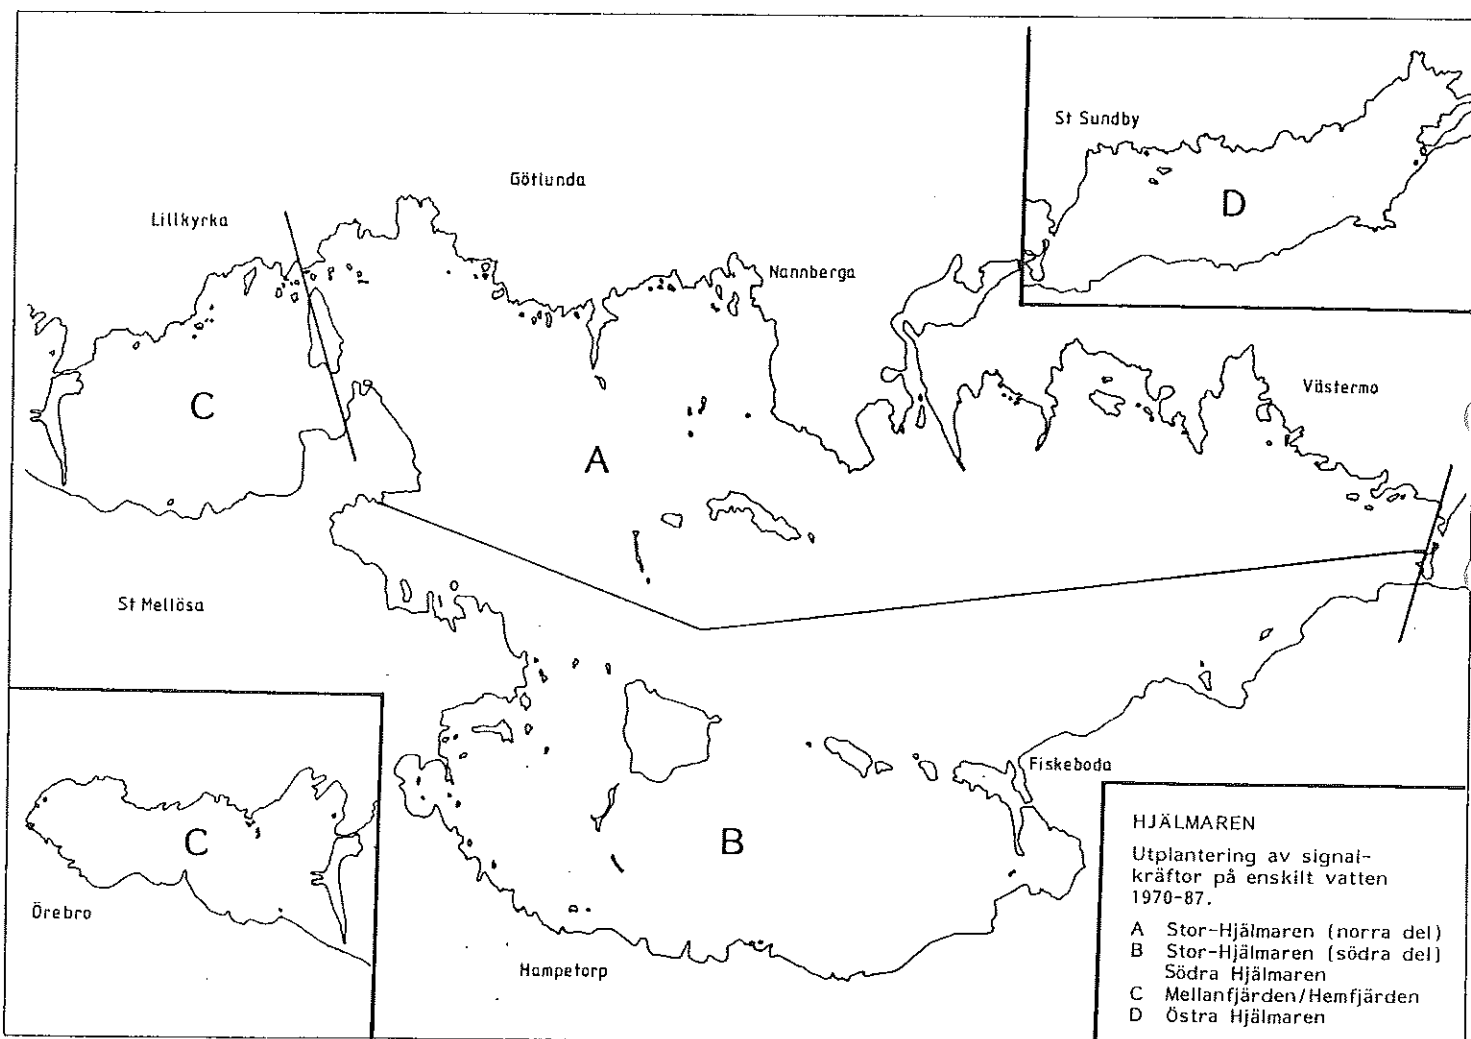 St Sundby
D
Götlunda
Lillkyrka
Nannberga
Västermo
C
A
St Mellösa
Fiskeboda
B
C
Örebro
Hampetorp
HJÄLMAREN
Utplantering av signal-
kräftor på enskilt vatten
1970-87.
A Stor-Hjälmaren (norra del)
B Stor-Hjälmaren (södra del)
Södra Hjälmaren
C Mellanfjärden/Hemfjärden
D Östra Hjälmaren